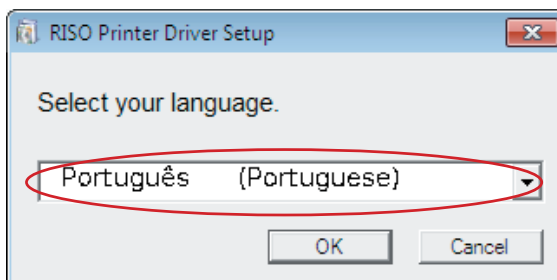 RISO Printer Driver Setup
Select your language.
Português (Portuguese)
OK Cancel